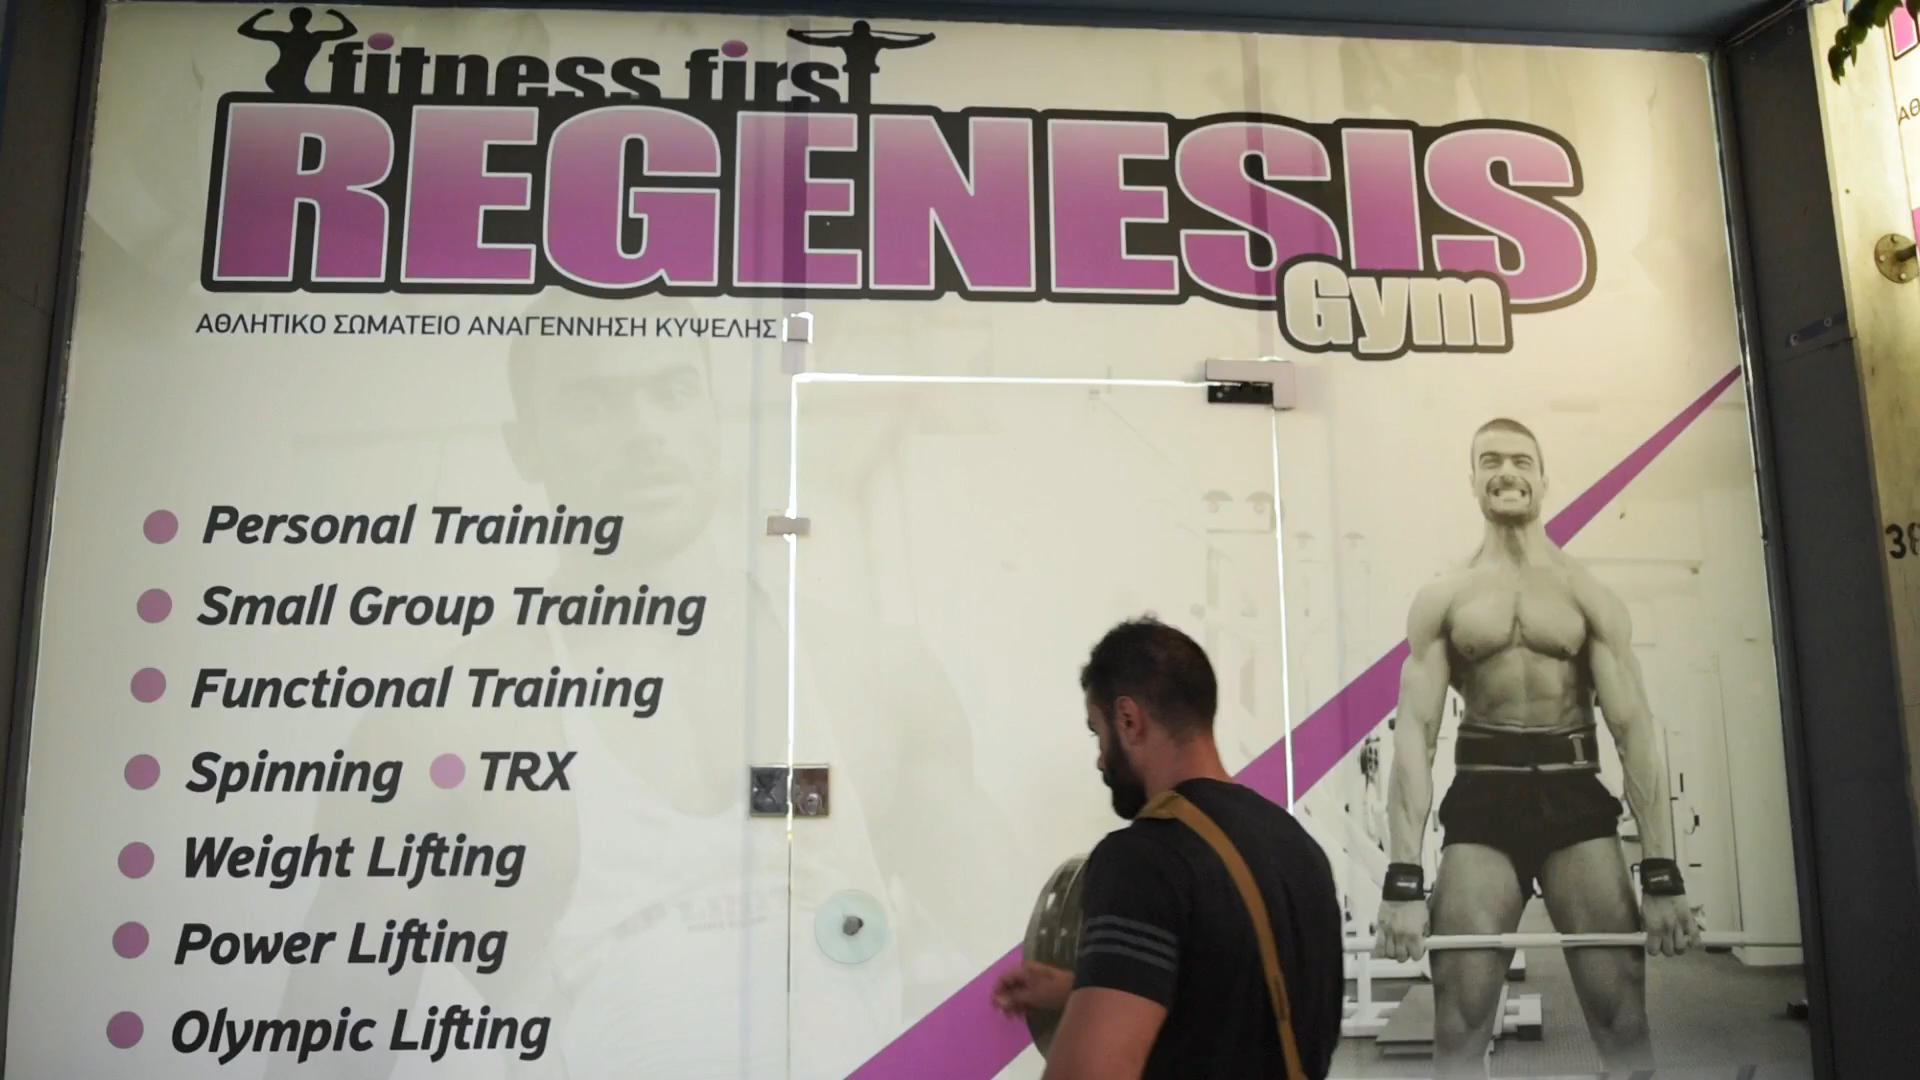 fitness first
REGENESIS
Gym
ΑΘΛΗΤΙΚΟ ΣΩΜΑΤΕΙΟ ΑΝΑΓΕΝΝΗΣΗ ΚΥΨΕΛΗΣ
Personal Training
Small Group Training
Functional Training
Spinning TRX
Weight Lifting
Power Lifting
Olympic Lifting